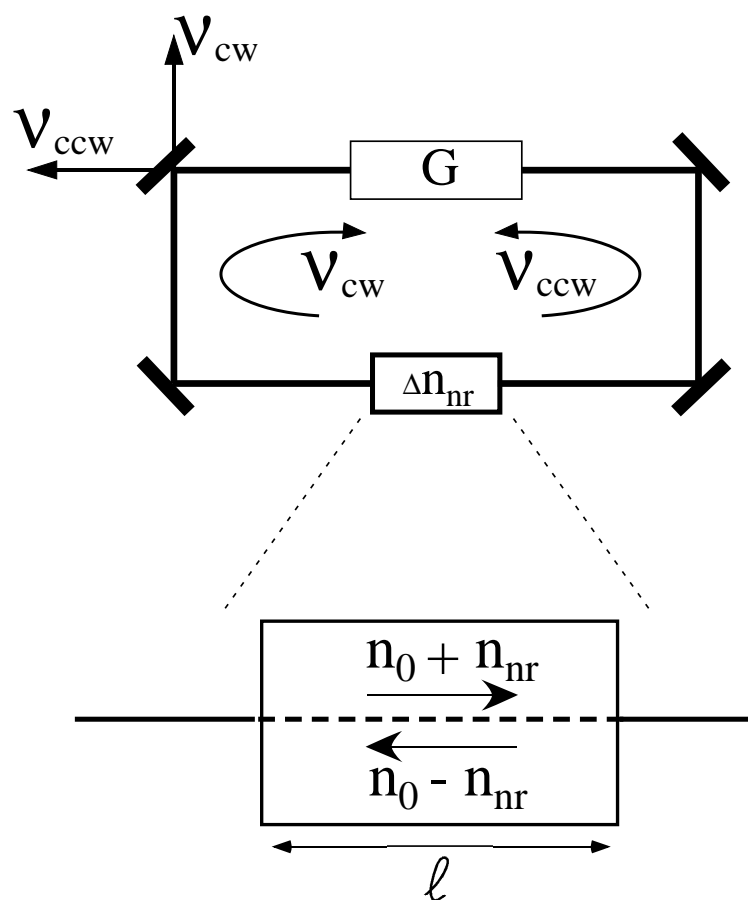 ν_cw
ν_ccw
G
ν_cw ν_ccw
Δn_nr
n_0 + n_nr
n_0 - n_nr
ℓ